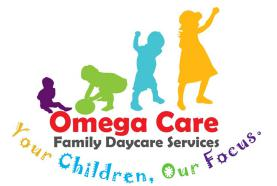 Omega Care
Family Daycare Services
Your Children, Our Focus.